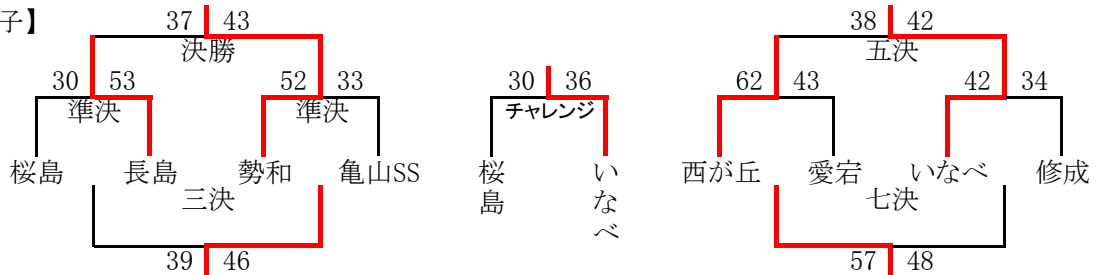 子】
37 43
決勝
30 53
準決
52 33
準決
桜島 長島 勢和 亀山SS
三決
39 46
30 36
チャレンジ
桜島 いなべ
38 42
五決
62 43
42 34
西が丘 愛宕 いなべ 修成
七決
57 48